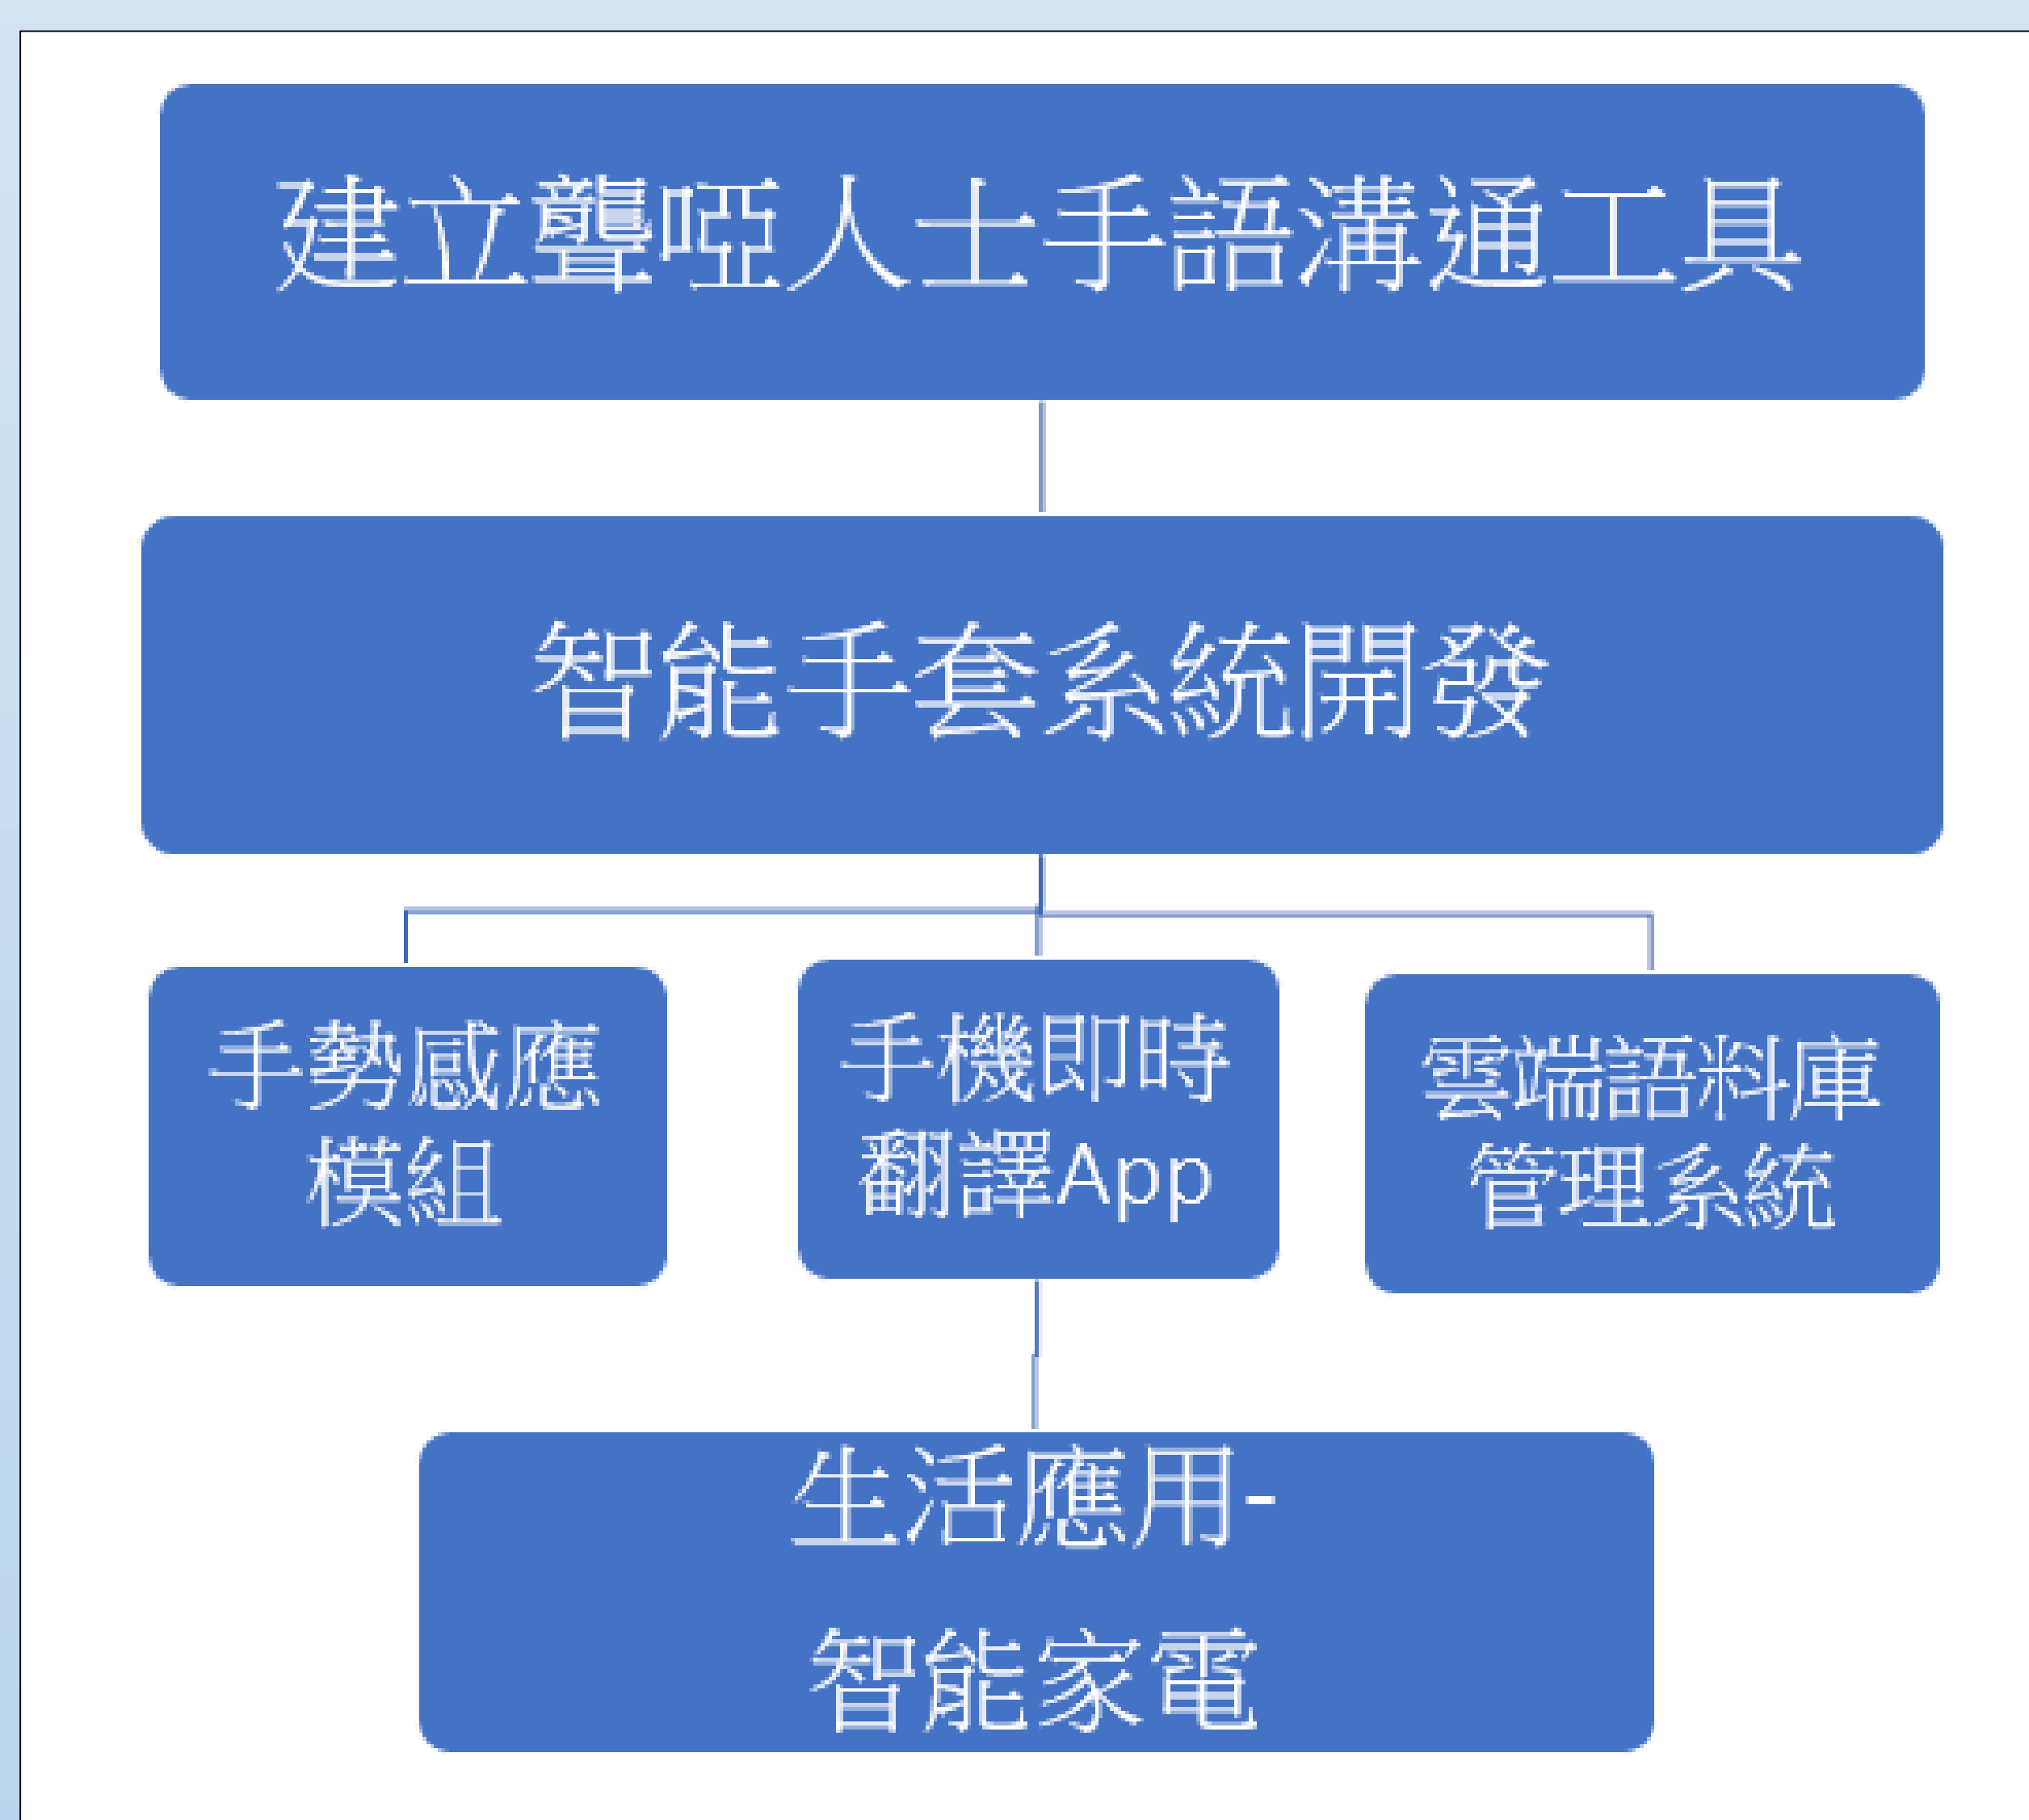 建立聾啞人士手語溝通工具
智能手套系統開發
手勢感應
模組
手機即時
翻譯App
雲端語料庫
管理系統
生活應用-
智能家電